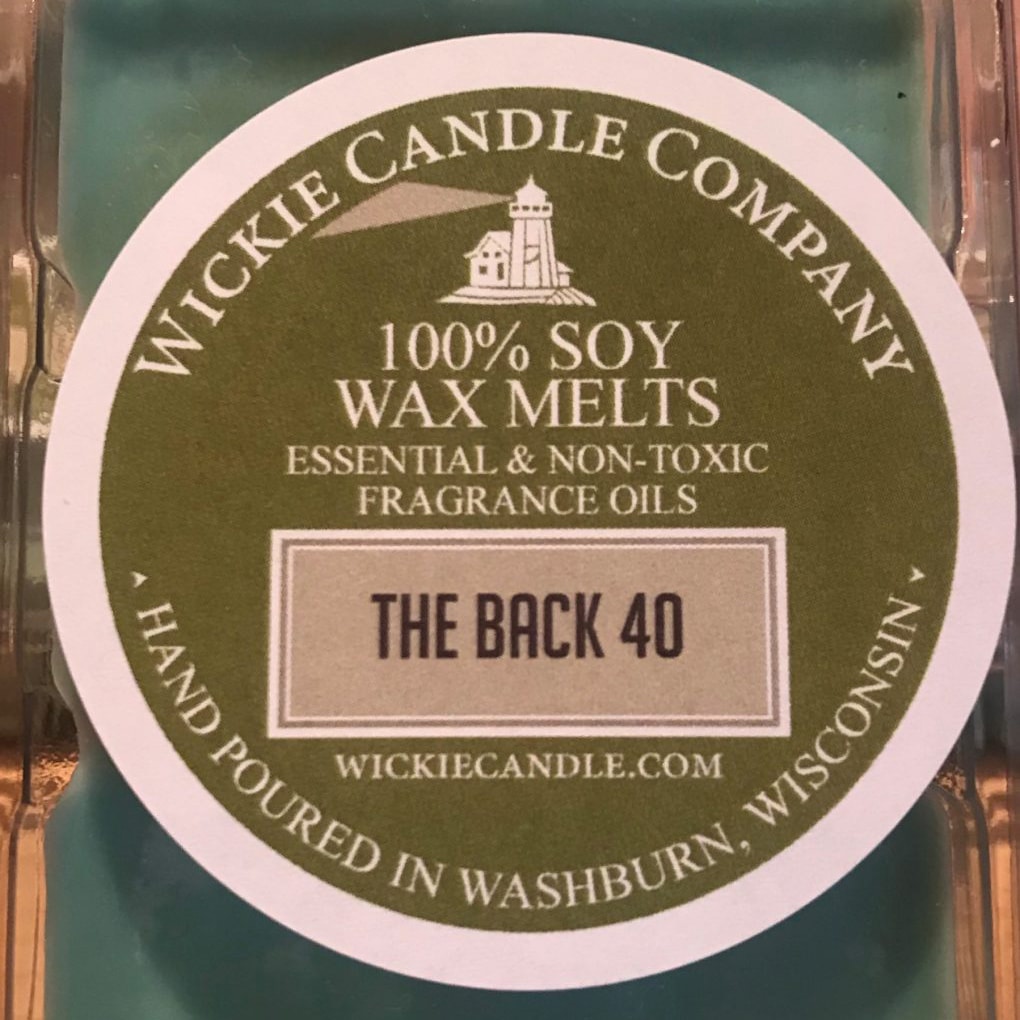 WICKIE CANDLE COMPANY
100% SOY
WAX MELTS
ESSENTIAL & NON-TOXIC
FRAGRANCE OILS
THE BACK 40
WICKIECANDLE.COM
HAND POURED IN WASHBURN, WISCONSIN